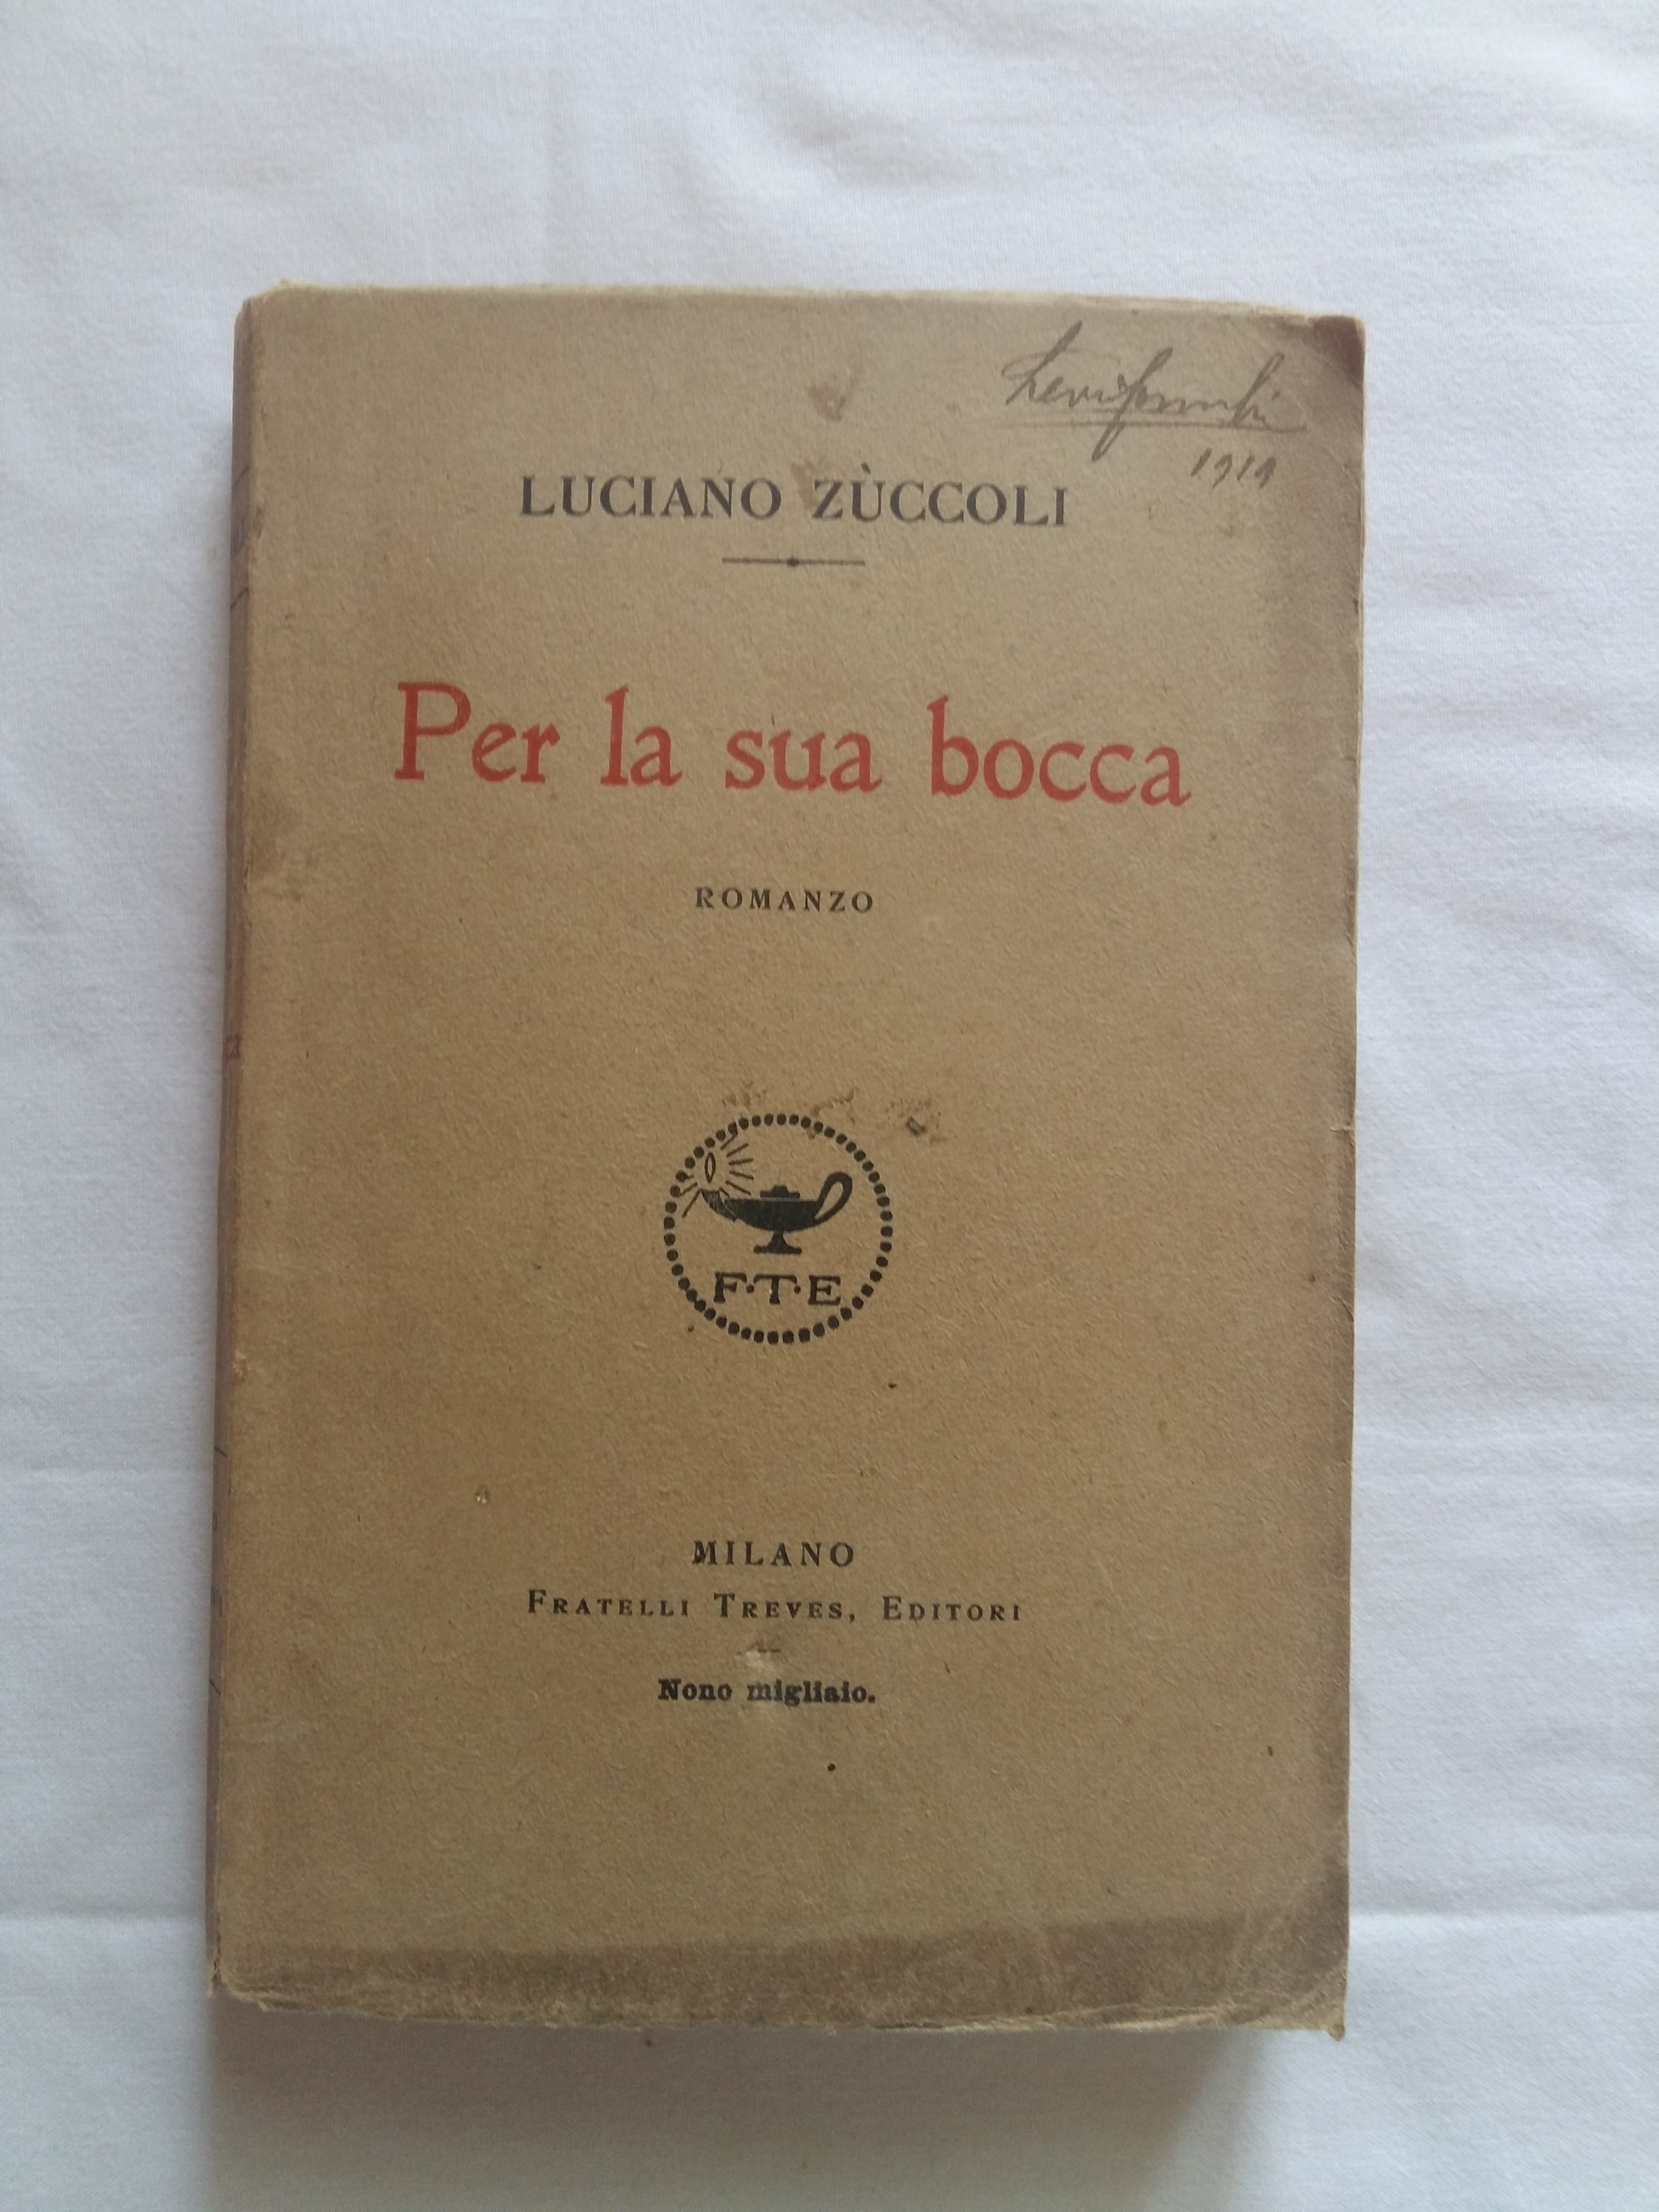 1919
LUCIANO ZÙCCOLI
Per la sua bocca
ROMANZO
F·T·E
MILANO
FRATELLI TREVES, EDITORI
Nono migliaio.